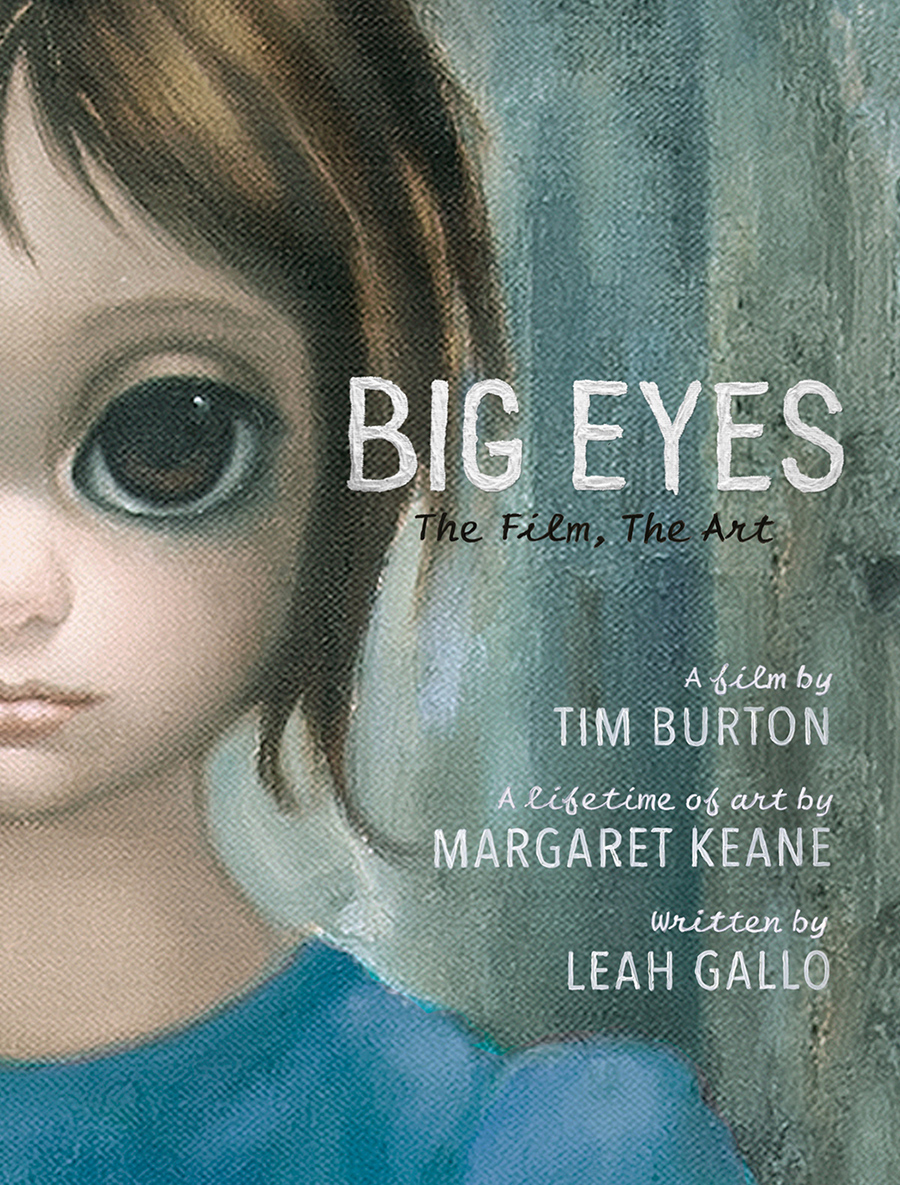 BIG EYES
The Film, The Art
A film by
TIM BURTON
A lifetime of art by
MARGARET KEANE
Written by
LEAH GALLO